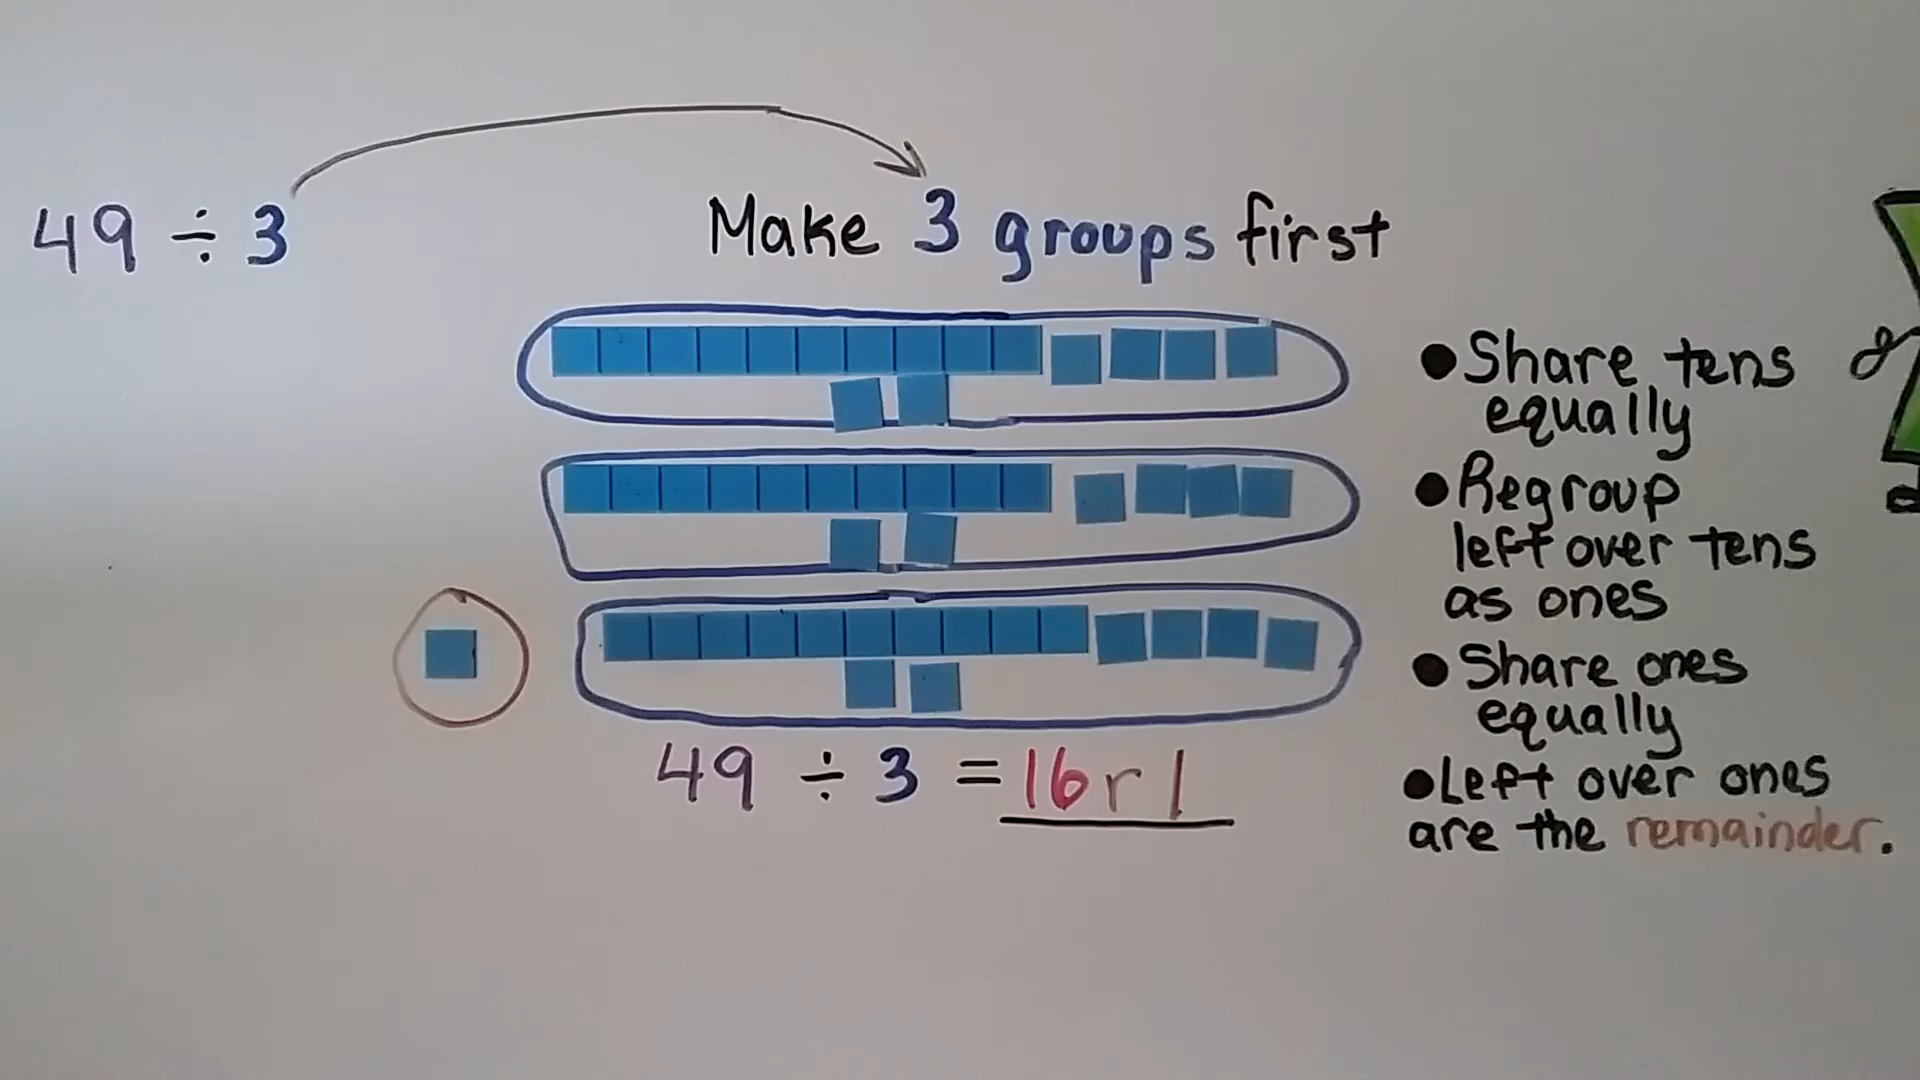 49 ÷ 3
Make 3 groups first
● Share tens
equally
● Regroup
left over tens
as ones
● Share ones
equally
● Left over ones
are the remainder.
49 ÷ 3 = 16 r 1